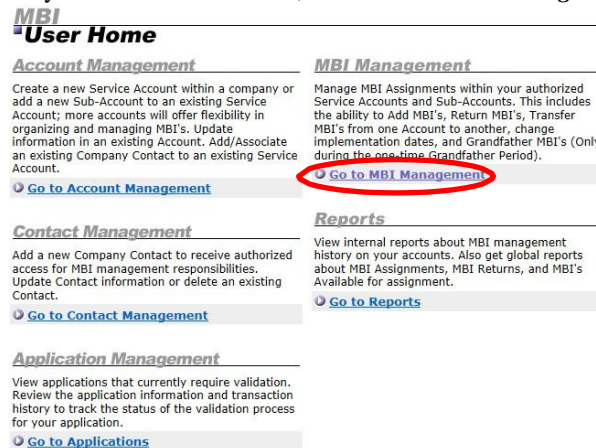 MBI
User Home
Account Management
Create a new Service Account within a company or
add a new Sub-Account to an existing Service
Account; more accounts will offer flexibility in
organizing and managing MBI's. Update
information in an existing Account. Add/Associate
an existing Company Contact to an existing Service
Account.
Go to Account Management
Contact Management
Add a new Company Contact to receive authorized
access for MBI management responsibilities.
Update Contact information or delete an existing
Contact.
Go to Contact Management
Application Management
View applications that currently require validation.
Review the application information and transaction
history to track the status of the validation process
for your application.
Go to Applications
MBI Management
Manage MBI Assignments within your authorized
Service Accounts and Sub-Accounts. This includes
the ability to Add MBI's, Return MBI's, Transfer
MBI's from one Account to another, change
implementation dates, and Grandfather MBI's (Only
during the one-time Grandfather Period).
Go to MBI Management
Reports
View internal reports about MBI management
history on your accounts. Also get global reports
about MBI Assignments, MBI Returns, and MBI's
Available for assignment.
Go to Reports